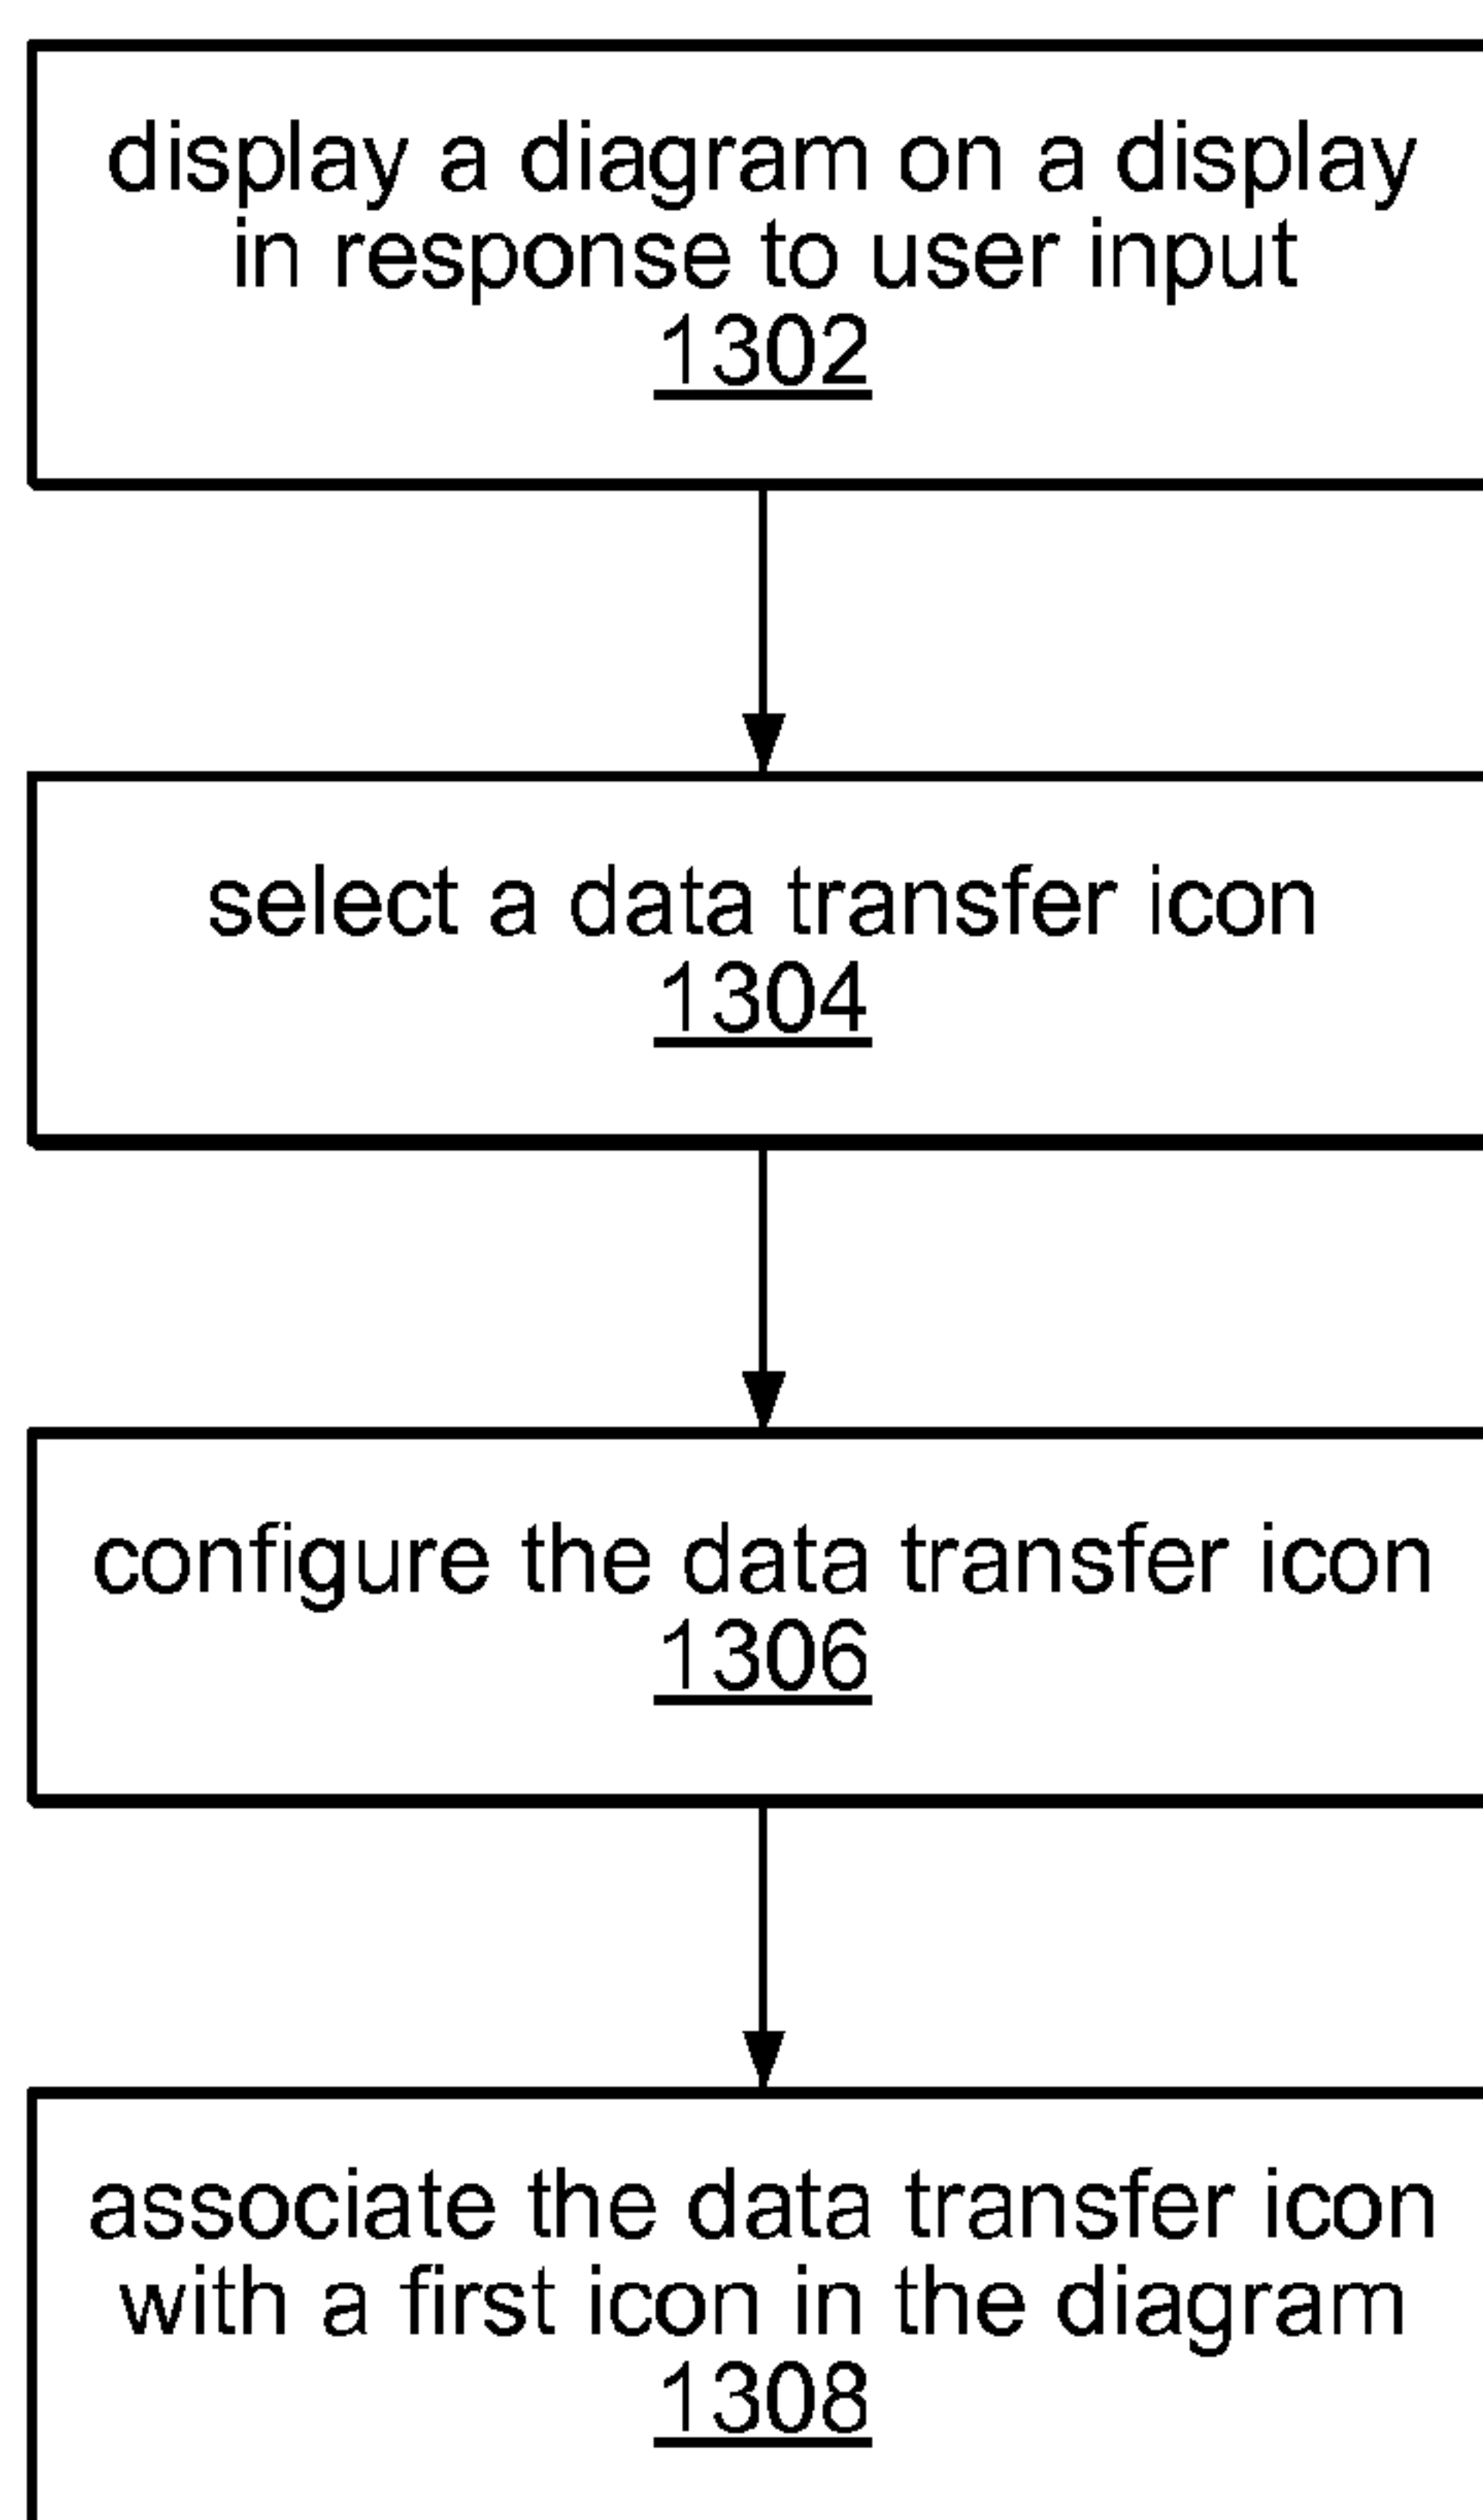 display a diagram on a display
in response to user input
1302
select a data transfer icon
1304
configure the data transfer icon
1306
associate the data transfer icon
with a first icon in the diagram
1308